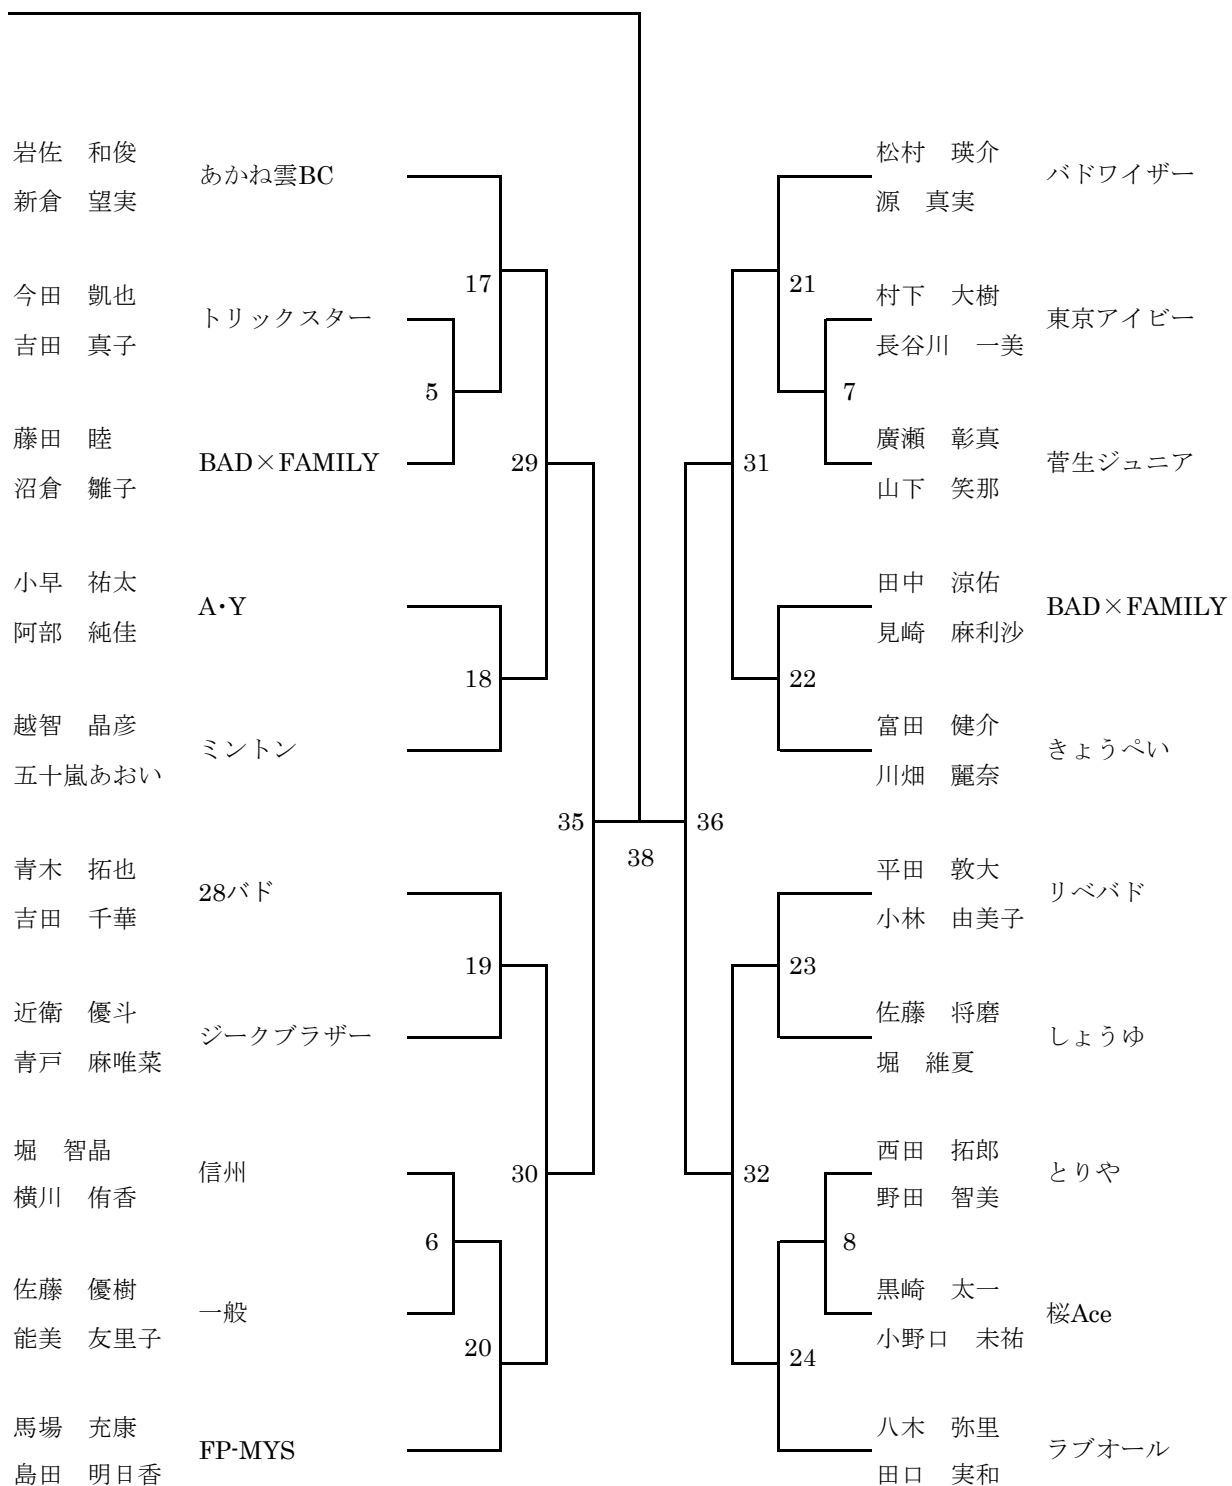 岩佐　和俊
新倉　望実
あかね雲BC
今田　凱也
吉田　真子
トリックスター
藤田　睦
沼倉　雛子
BAD×FAMILY
小早　祐太
阿部　純佳
A・Y
越智　晶彦
五十嵐あおい
ミントン
青木　拓也
吉田　千華
28バド
近衛　優斗
青戸　麻唯菜
ジークブラザー
堀　智晶
横川　侑香
信州
佐藤　優樹
能美　友里子
一般
馬場　充康
島田　明日香
FP-MYS
17
5
29
18
35
19
30
6
20
38
松村　瑛介
源　真実
バドワイザー
村下　大樹
長谷川　一美
東京アイビー
廣瀬　彰真
山下　笑那
菅生ジュニア
田中　涼佑
見崎　麻利沙
BAD×FAMILY
富田　健介
川畑　麗奈
きょうぺい
平田　敦大
小林　由美子
リベバド
佐藤　将磨
堀　維夏
しょうゆ
西田　拓郎
野田　智美
とりや
黒崎　太一
小野口　未祐
桜Ace
八木　弥里
田口　実和
ラブオール
21
7
31
22
36
23
32
8
24